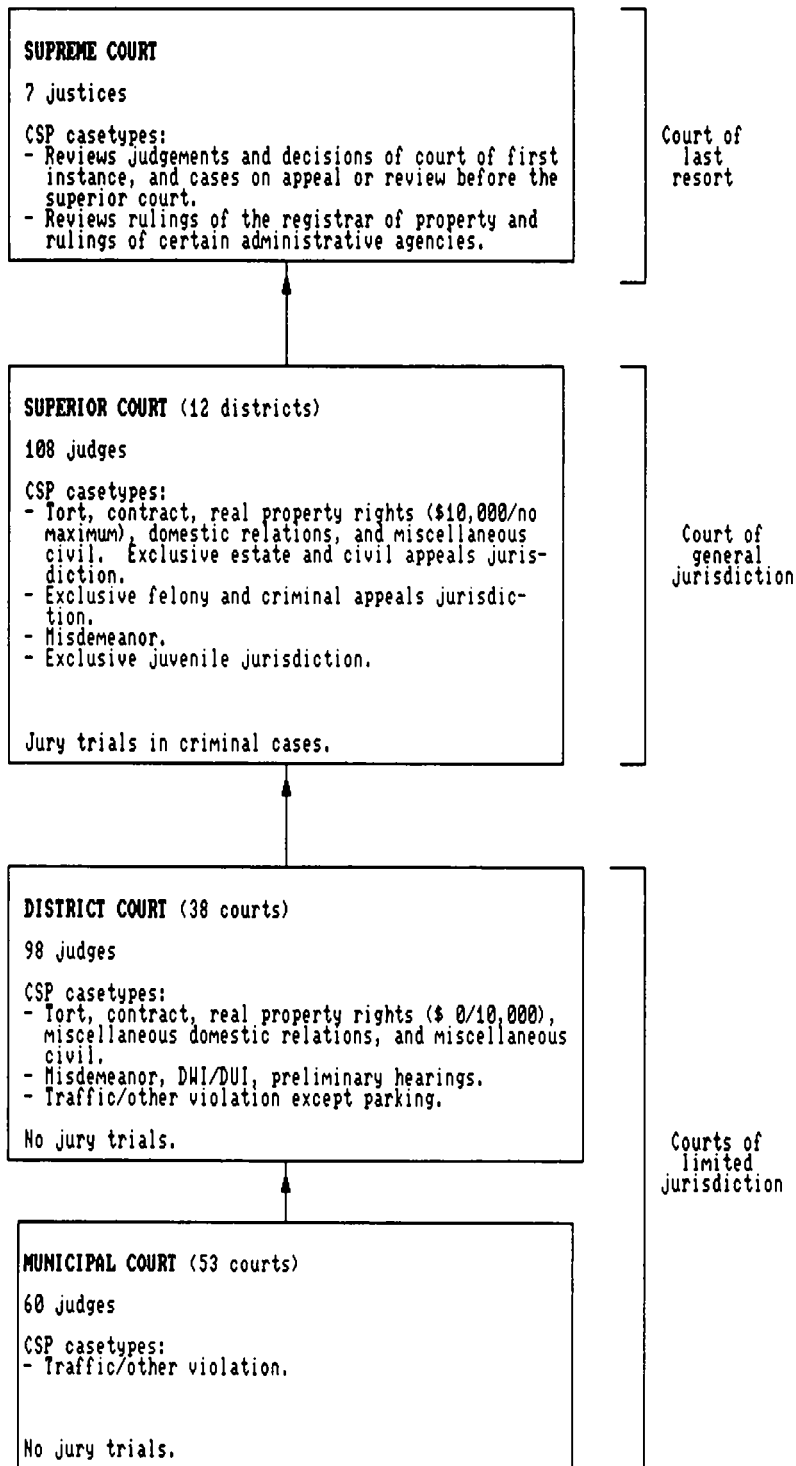 SUPREME COURT
7 justices
CSP casetypes:
- Reviews judgements and decisions of court of first
instance, and cases on appeal or review before the
superior court.
- Reviews rulings of the registrar of property and
rulings of certain administrative agencies.
Court of
last
resort
SUPERIOR COURT (12 districts)
108 judges
CSP casetypes:
- Tort, contract, real property rights ($10,000/no
maximum), domestic relations, and miscellaneous
civil. Exclusive estate and civil appeals juris-
diction.
- Exclusive felony and criminal appeals jurisdic-
tion.
- Misdemeanor.
- Exclusive juvenile jurisdiction.
Jury trials in criminal cases.
Court of
general
jurisdiction
DISTRICT COURT (38 courts)
98 judges
CSP casetypes:
- Tort, contract, real property rights ($ 0/10,000),
miscellaneous domestic relations, and miscellaneous
civil.
- Misdemeanor, DWI/DUI, preliminary hearings.
- Traffic/other violation except parking.
No jury trials.
Courts of
limited
jurisdiction
MUNICIPAL COURT (53 courts)
60 judges
CSP casetypes:
- Traffic/other violation.
No jury trials.